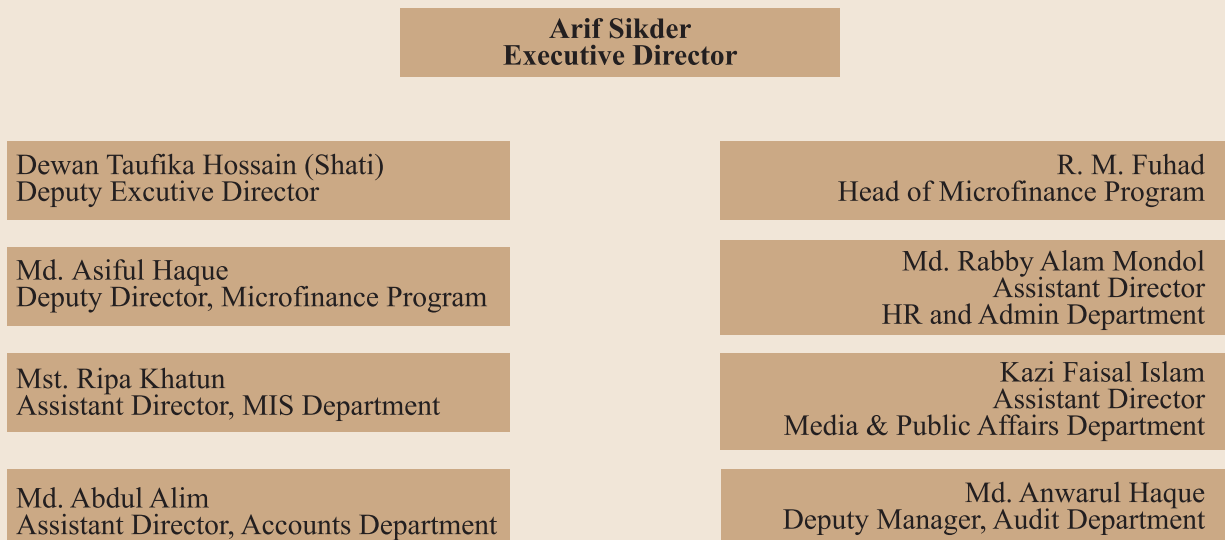 Arif Sikder
Executive Director
Dewan Taufika Hossain (Shati)
Deputy Excutive Director
R. M. Fuhad
Head of Microfinance Program
Md. Asiful Haque
Deputy Director, Microfinance Program
Md. Rabby Alam Mondol
Assistant Director
HR and Admin Department
Mst. Ripa Khatun
Assistant Director, MIS Department
Kazi Faisal Islam
Assistant Director
Media & Public Affairs Department
Md. Abdul Alim
Assistant Director, Accounts Department
Md. Anwarul Haque
Deputy Manager, Audit Department